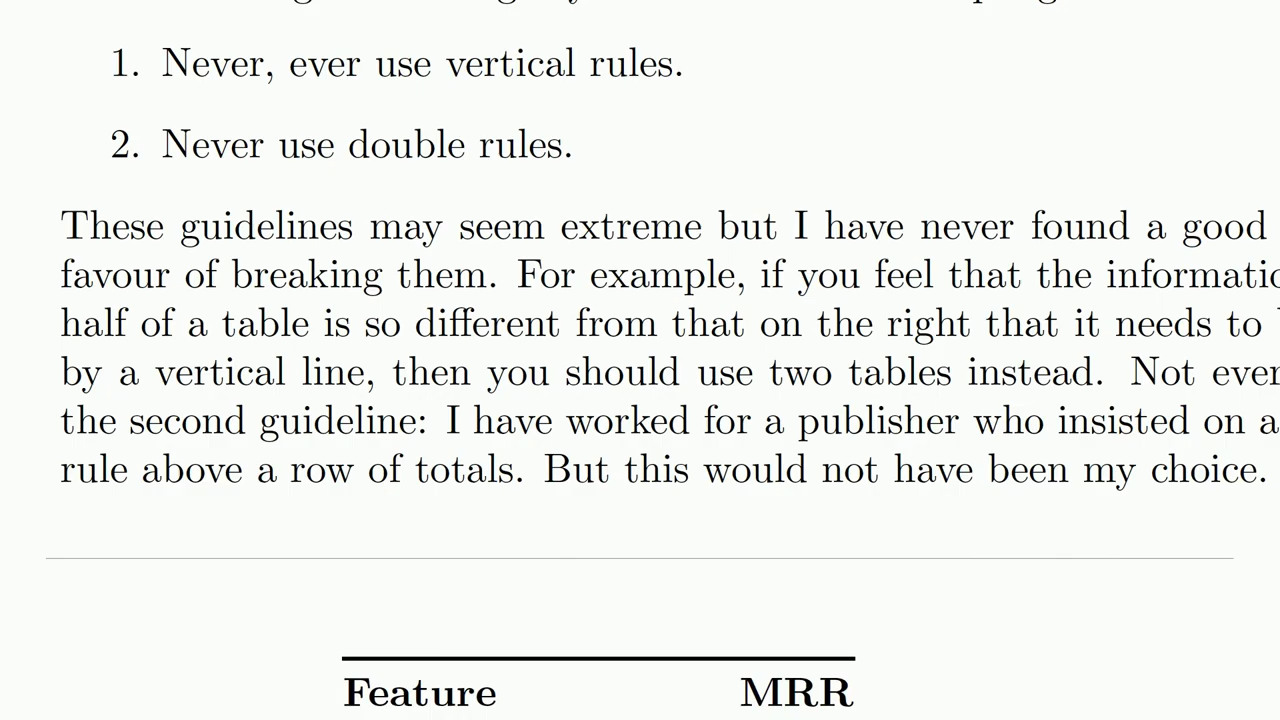 1. Never, ever use vertical rules.
2. Never use double rules.
These guidelines may seem extreme but I have never found a good
favour of breaking them. For example, if you feel that the informatio
half of a table is so different from that on the right that it needs to
by a vertical line, then you should use two tables instead. Not ever
the second guideline: I have worked for a publisher who insisted on a
rule above a row of totals. But this would not have been my choice.
Feature MRR